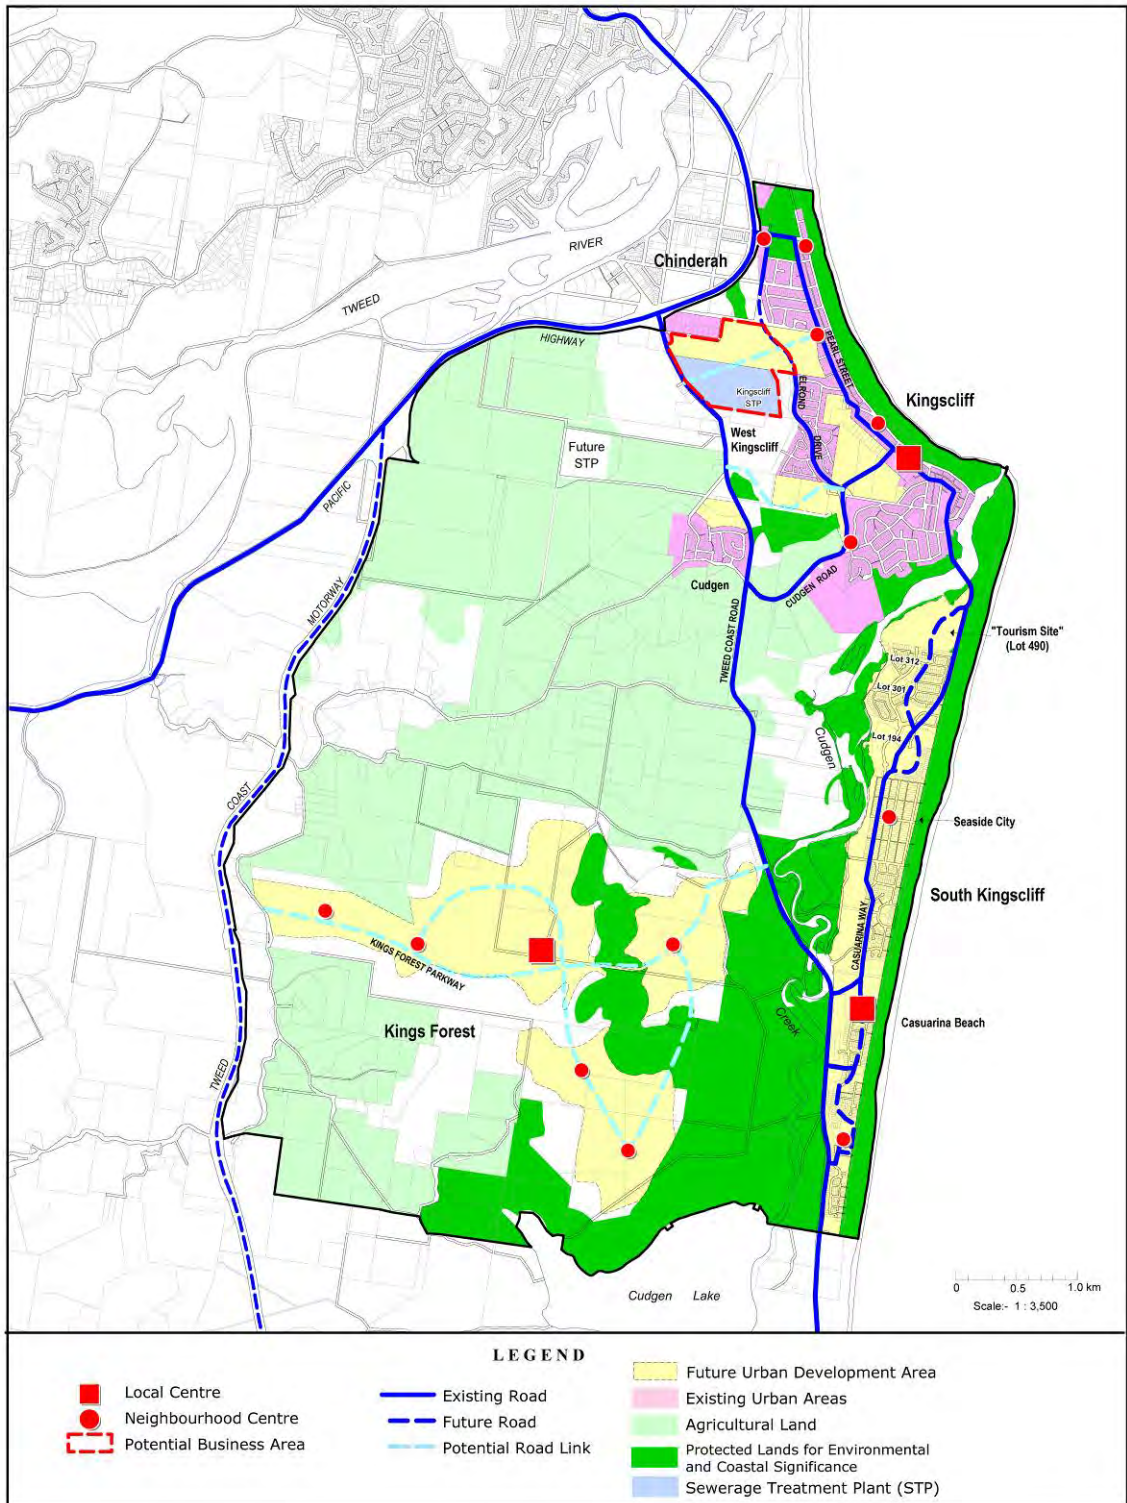 RIVER
Chinderah
TWEED
HIGHWAY
PEARL STREET
Kingscliff
Kingscliff
STP
ELROND
DRIVE
West
Kingscliff
Future
STP
PACIFIC
MOTORWAY
Cudgen
CUDGEN ROAD
TWEED COAST ROAD
"Tourism Site"
(Lot 490)
Lot 312
Lot 301
Lot 194
Cudgen
COAST
Seaside City
South Kingscliff
CASUARINA WAY
KINGS FOREST PARKWAY
Creek
Casuarina Beach
Kings Forest
TWEED
Cudgen Lake
0 0.5 1.0 km
Scale:- 1 : 3,500
LEGEND
Local Centre
Neighbourhood Centre
Potential Business Area
Existing Road
Future Road
Potential Road Link
Future Urban Development Area
Existing Urban Areas
Agricultural Land
Protected Lands for Environmental
and Coastal Significance
Sewerage Treatment Plant (STP)